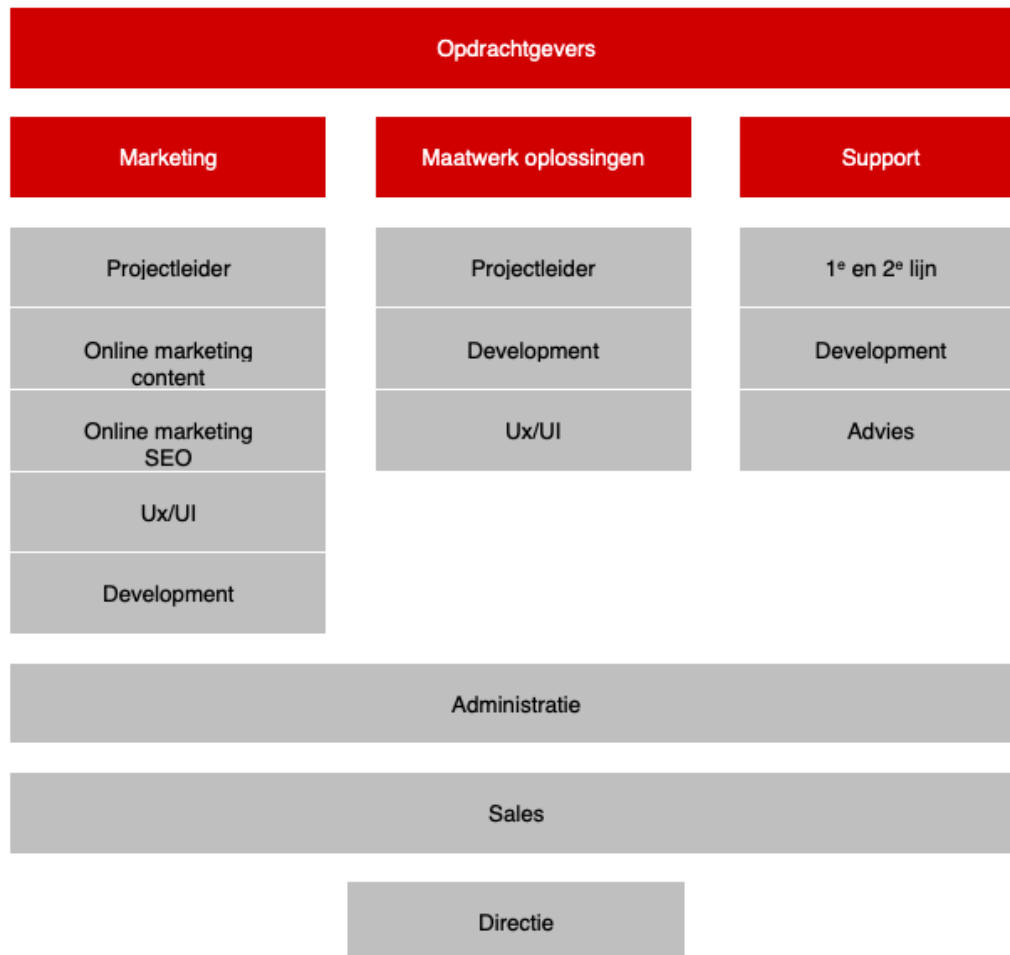 Opdrachtgevers
Marketing
Maatwerk oplossingen
Support
Projectleider
Projectleider
1e en 2e lijn
Online marketing
content
Development
Development
Online marketing
SEO
Ux/UI
Advies
Ux/UI
Development
Administratie
Sales
Directie